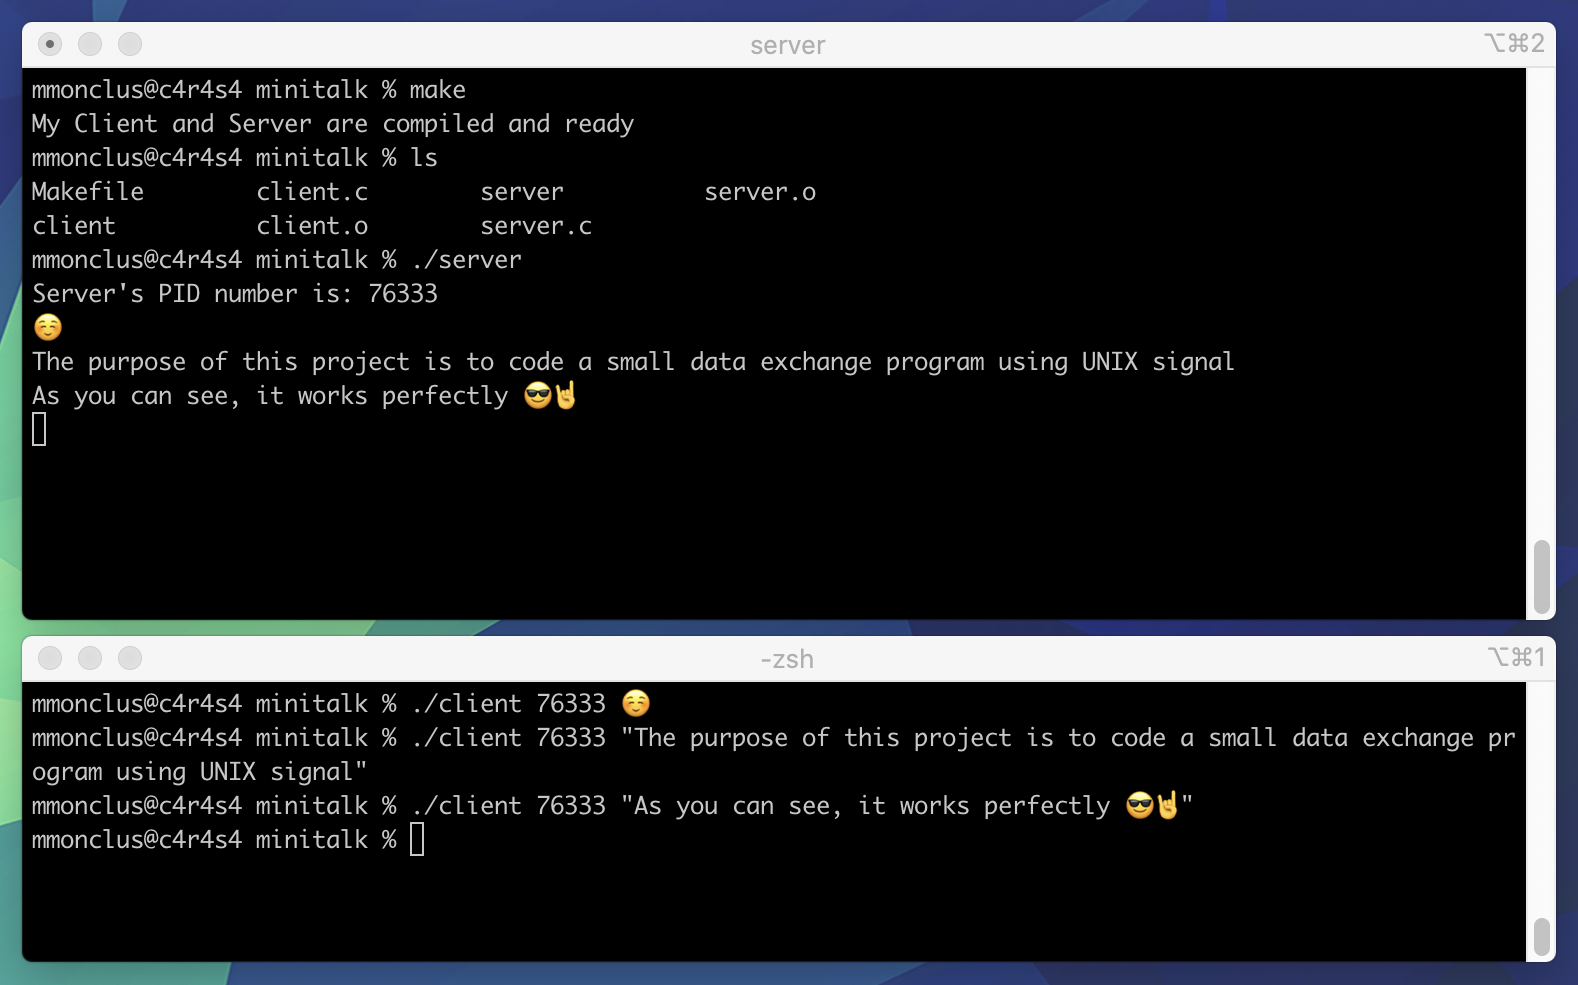 server
⌥⌘2
mmonclus@c4r4s4 minitalk % make
My Client and Server are compiled and ready
mmonclus@c4r4s4 minitalk % ls
Makefile        client.c        server          server.o
client          client.o        server.c
mmonclus@c4r4s4 minitalk % ./server
Server's PID number is: 76333
☺️
The purpose of this project is to code a small data exchange program using UNIX signal
As you can see, it works perfectly 😎🤘
-zsh
⌥⌘1
mmonclus@c4r4s4 minitalk % ./client 76333 ☺️
mmonclus@c4r4s4 minitalk % ./client 76333 "The purpose of this project is to code a small data exchange pr
ogram using UNIX signal"
mmonclus@c4r4s4 minitalk % ./client 76333 "As you can see, it works perfectly 😎🤘"
mmonclus@c4r4s4 minitalk %